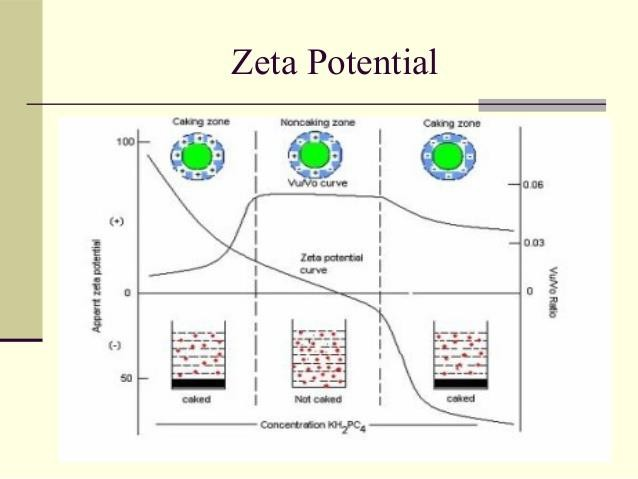 Zeta Potential
Caking zone
Noncaking zone
Caking zone
100
Vu/Vo curve
0.06
(+)
0.03
Zeta potential
curve
Apparnt zeta potential
0
0
Vu/Vo Ratio
(-)
50
caked
Not caked
caked
Concentration KH2PC4